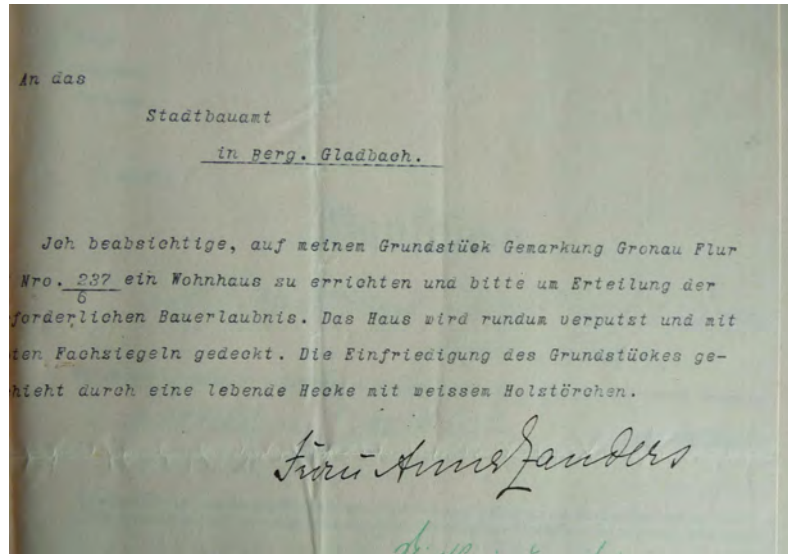 An das
Stadtbauamt
in Berg. Gladbach.
Jch beabsichtige, auf meinem Grundstück Gemarkung Gronau Flur
Nro. 237/6 ein Wohnhaus zu errichten und bitte um Erteilung der
forderlichen Bauerlaubnis. Das Haus wird rundum verputzt und mit
ten Fachziegeln gedeckt. Die Einfriedigung des Grundstückes ge-
hieht durch eine lebende Hecke mit weissem Holztörchen.
Frau Anna Zanders